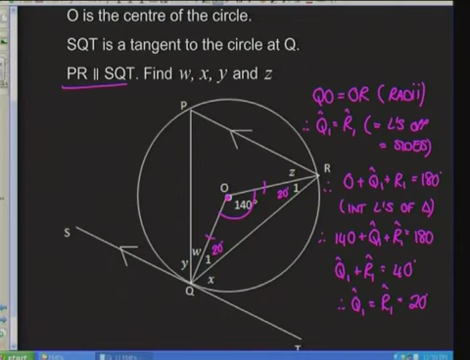 O is the centre of the circle.
SQT is a tangent to the circle at Q.
PR ∥ SQT. Find w, x, y and z
QO = OR (RADII)
∴ Q̂₁ = R̂₁ (= ∠'S OPP
= SIDES)
∴ O + Q̂₁ + R₁ = 180°
(INT ∠'S OF Δ)
∴ 140 + Q̂₁ + R̂₁ = 180
Q̂₁ + R̂₁ = 40°
∴ Q̂₁ = R̂₁ = 20°
P
R
z
O
20° 1
140°
S
w
20°
y
1
x
Q
T
start